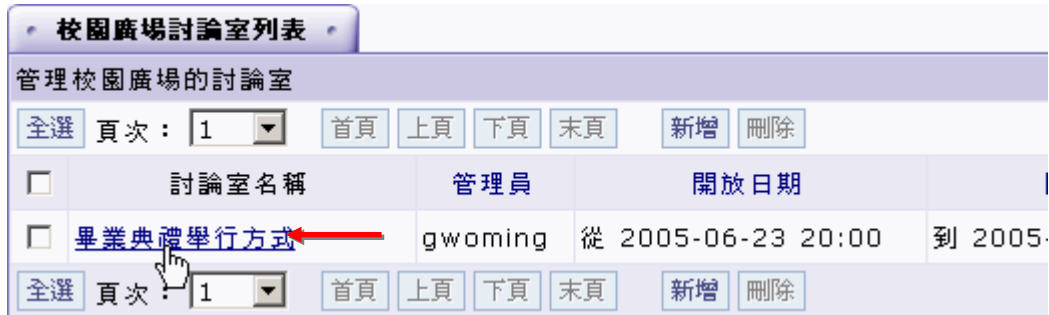 校園廣場討論室列表
管理校園廣場的討論室
全選 頁次： 1 首頁 上頁 下頁 末頁 新增 刪除
討論室名稱 管理員 開放日期
畢業典禮舉行方式 gwoming 從 2005-06-23 20:00 到 2005-
全選 頁次： 1 首頁 上頁 下頁 末頁 新增 刪除